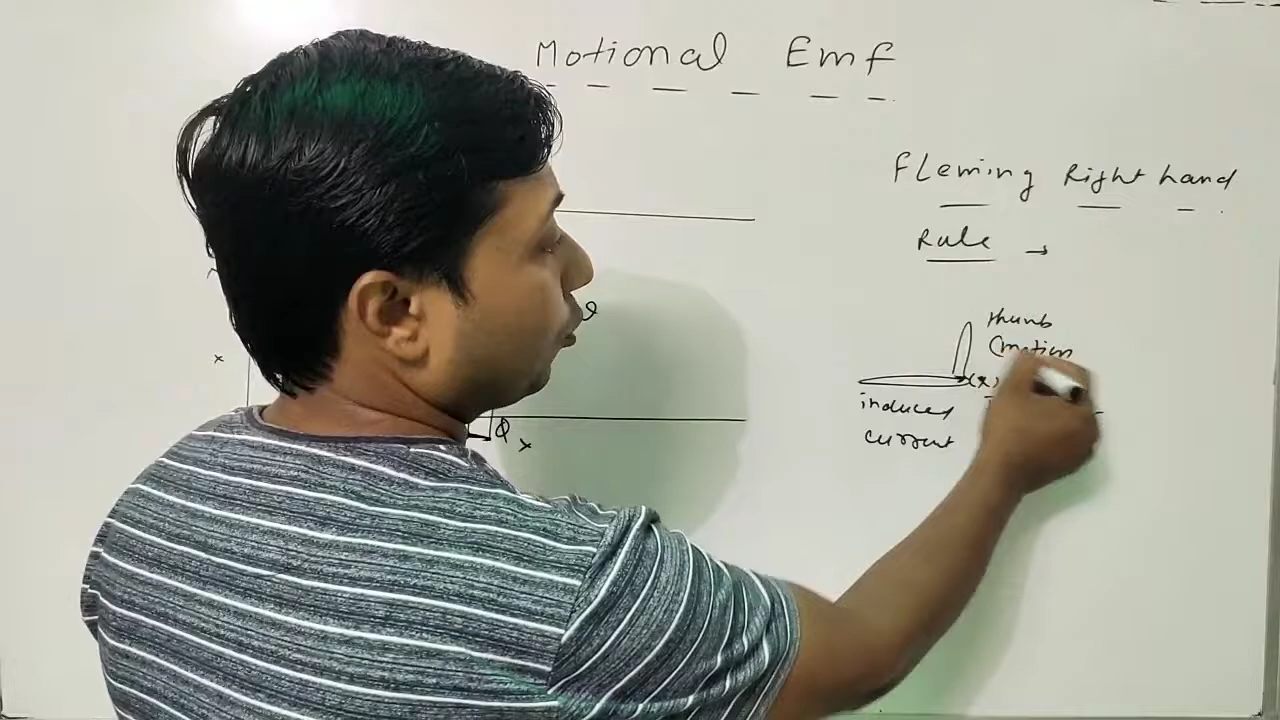 Motional Emf
Fleming Right hand
Rule →
thumb
(motion
(x)
induced
current
l
x
Q
x